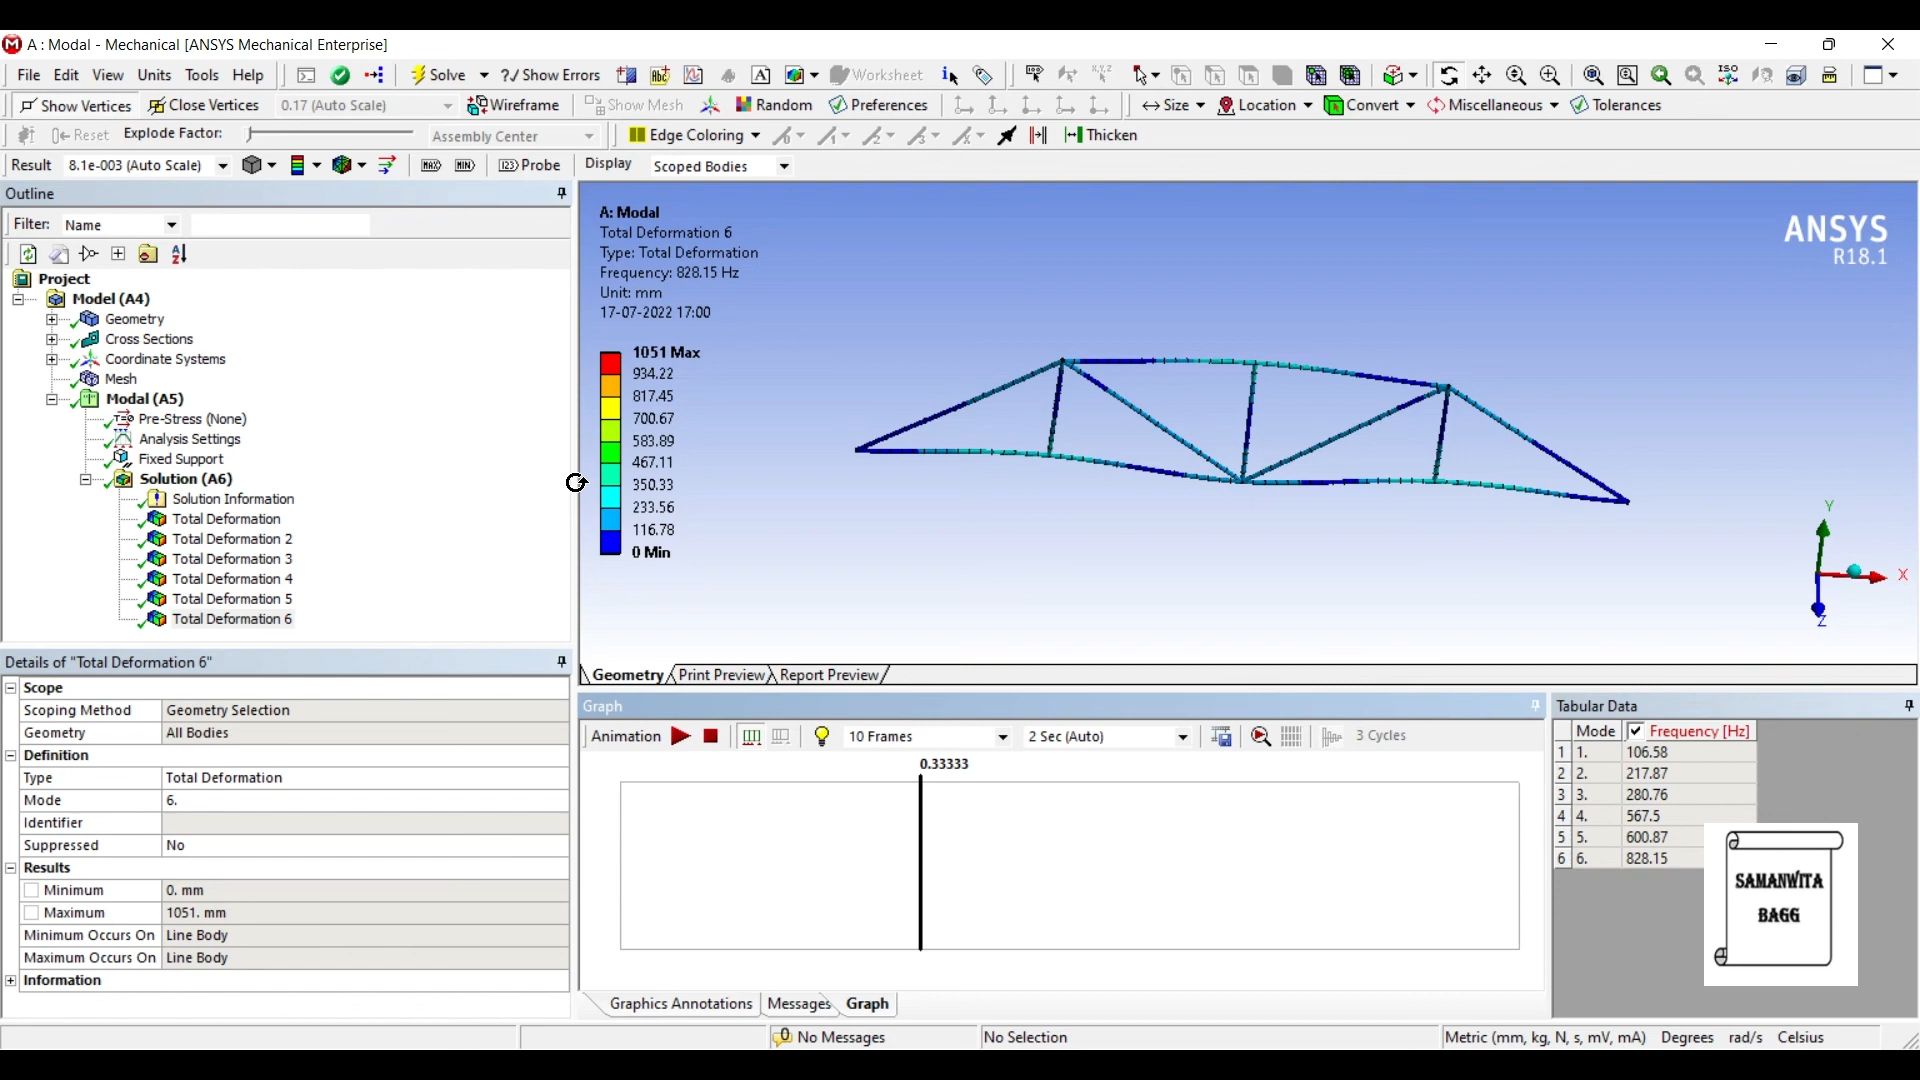 A : Modal - Mechanical [ANSYS Mechanical Enterprise]
File Edit View Units Tools Help Solve ?/ Show Errors Worksheet
Show Vertices Close Vertices 0.17 (Auto Scale) Wireframe Show Mesh Random Preferences Size Location Convert Miscellaneous Tolerances
Reset Explode Factor: Assembly Center Edge Coloring Thicken
Result 8.1e-003 (Auto Scale) MAX MIN Probe Display Scoped Bodies
Outline
Filter: Name
Project
Model (A4)
Geometry
Cross Sections
Coordinate Systems
Mesh
Modal (A5)
Pre-Stress (None)
Analysis Settings
Fixed Support
Solution (A6)
Solution Information
Total Deformation
Total Deformation 2
Total Deformation 3
Total Deformation 4
Total Deformation 5
Total Deformation 6
A: Modal
Total Deformation 6
Type: Total Deformation
Frequency: 828.15 Hz
Unit: mm
17-07-2022 17:00
1051 Max
934.22
817.45
700.67
583.89
467.11
350.33
233.56
116.78
0 Min
ANSYS
R18.1
Y
X
Z
Geometry Print Preview Report Preview
Details of "Total Deformation 6"
Scope
Scoping Method Geometry Selection
Geometry All Bodies
Definition
Type Total Deformation
Mode 6.
Identifier
Suppressed No
Results
Minimum 0. mm
Maximum 1051. mm
Minimum Occurs On Line Body
Maximum Occurs On Line Body
Information
Graph
Animation 10 Frames 2 Sec (Auto) 3 Cycles
0.33333
Graphics Annotations Messages Graph
Tabular Data
Mode Frequency [Hz]
1 1. 106.58
2 2. 217.87
3 3. 280.76
4 4. 567.5
5 5. 600.87
6 6. 828.15
SAMANWITA
BAGG
No Messages No Selection Metric (mm, kg, N, s, mV, mA) Degrees rad/s Celsius